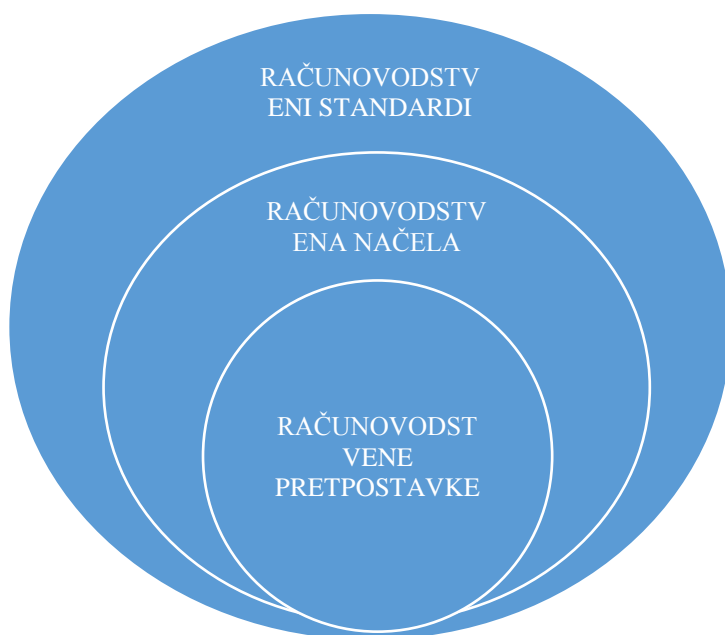 RAČUNOVODSTV
ENI STANDARDI
RAČUNOVODSTV
ENA NAČELA
RAČUNOVODST
VENE
PRETPOSTAVKE